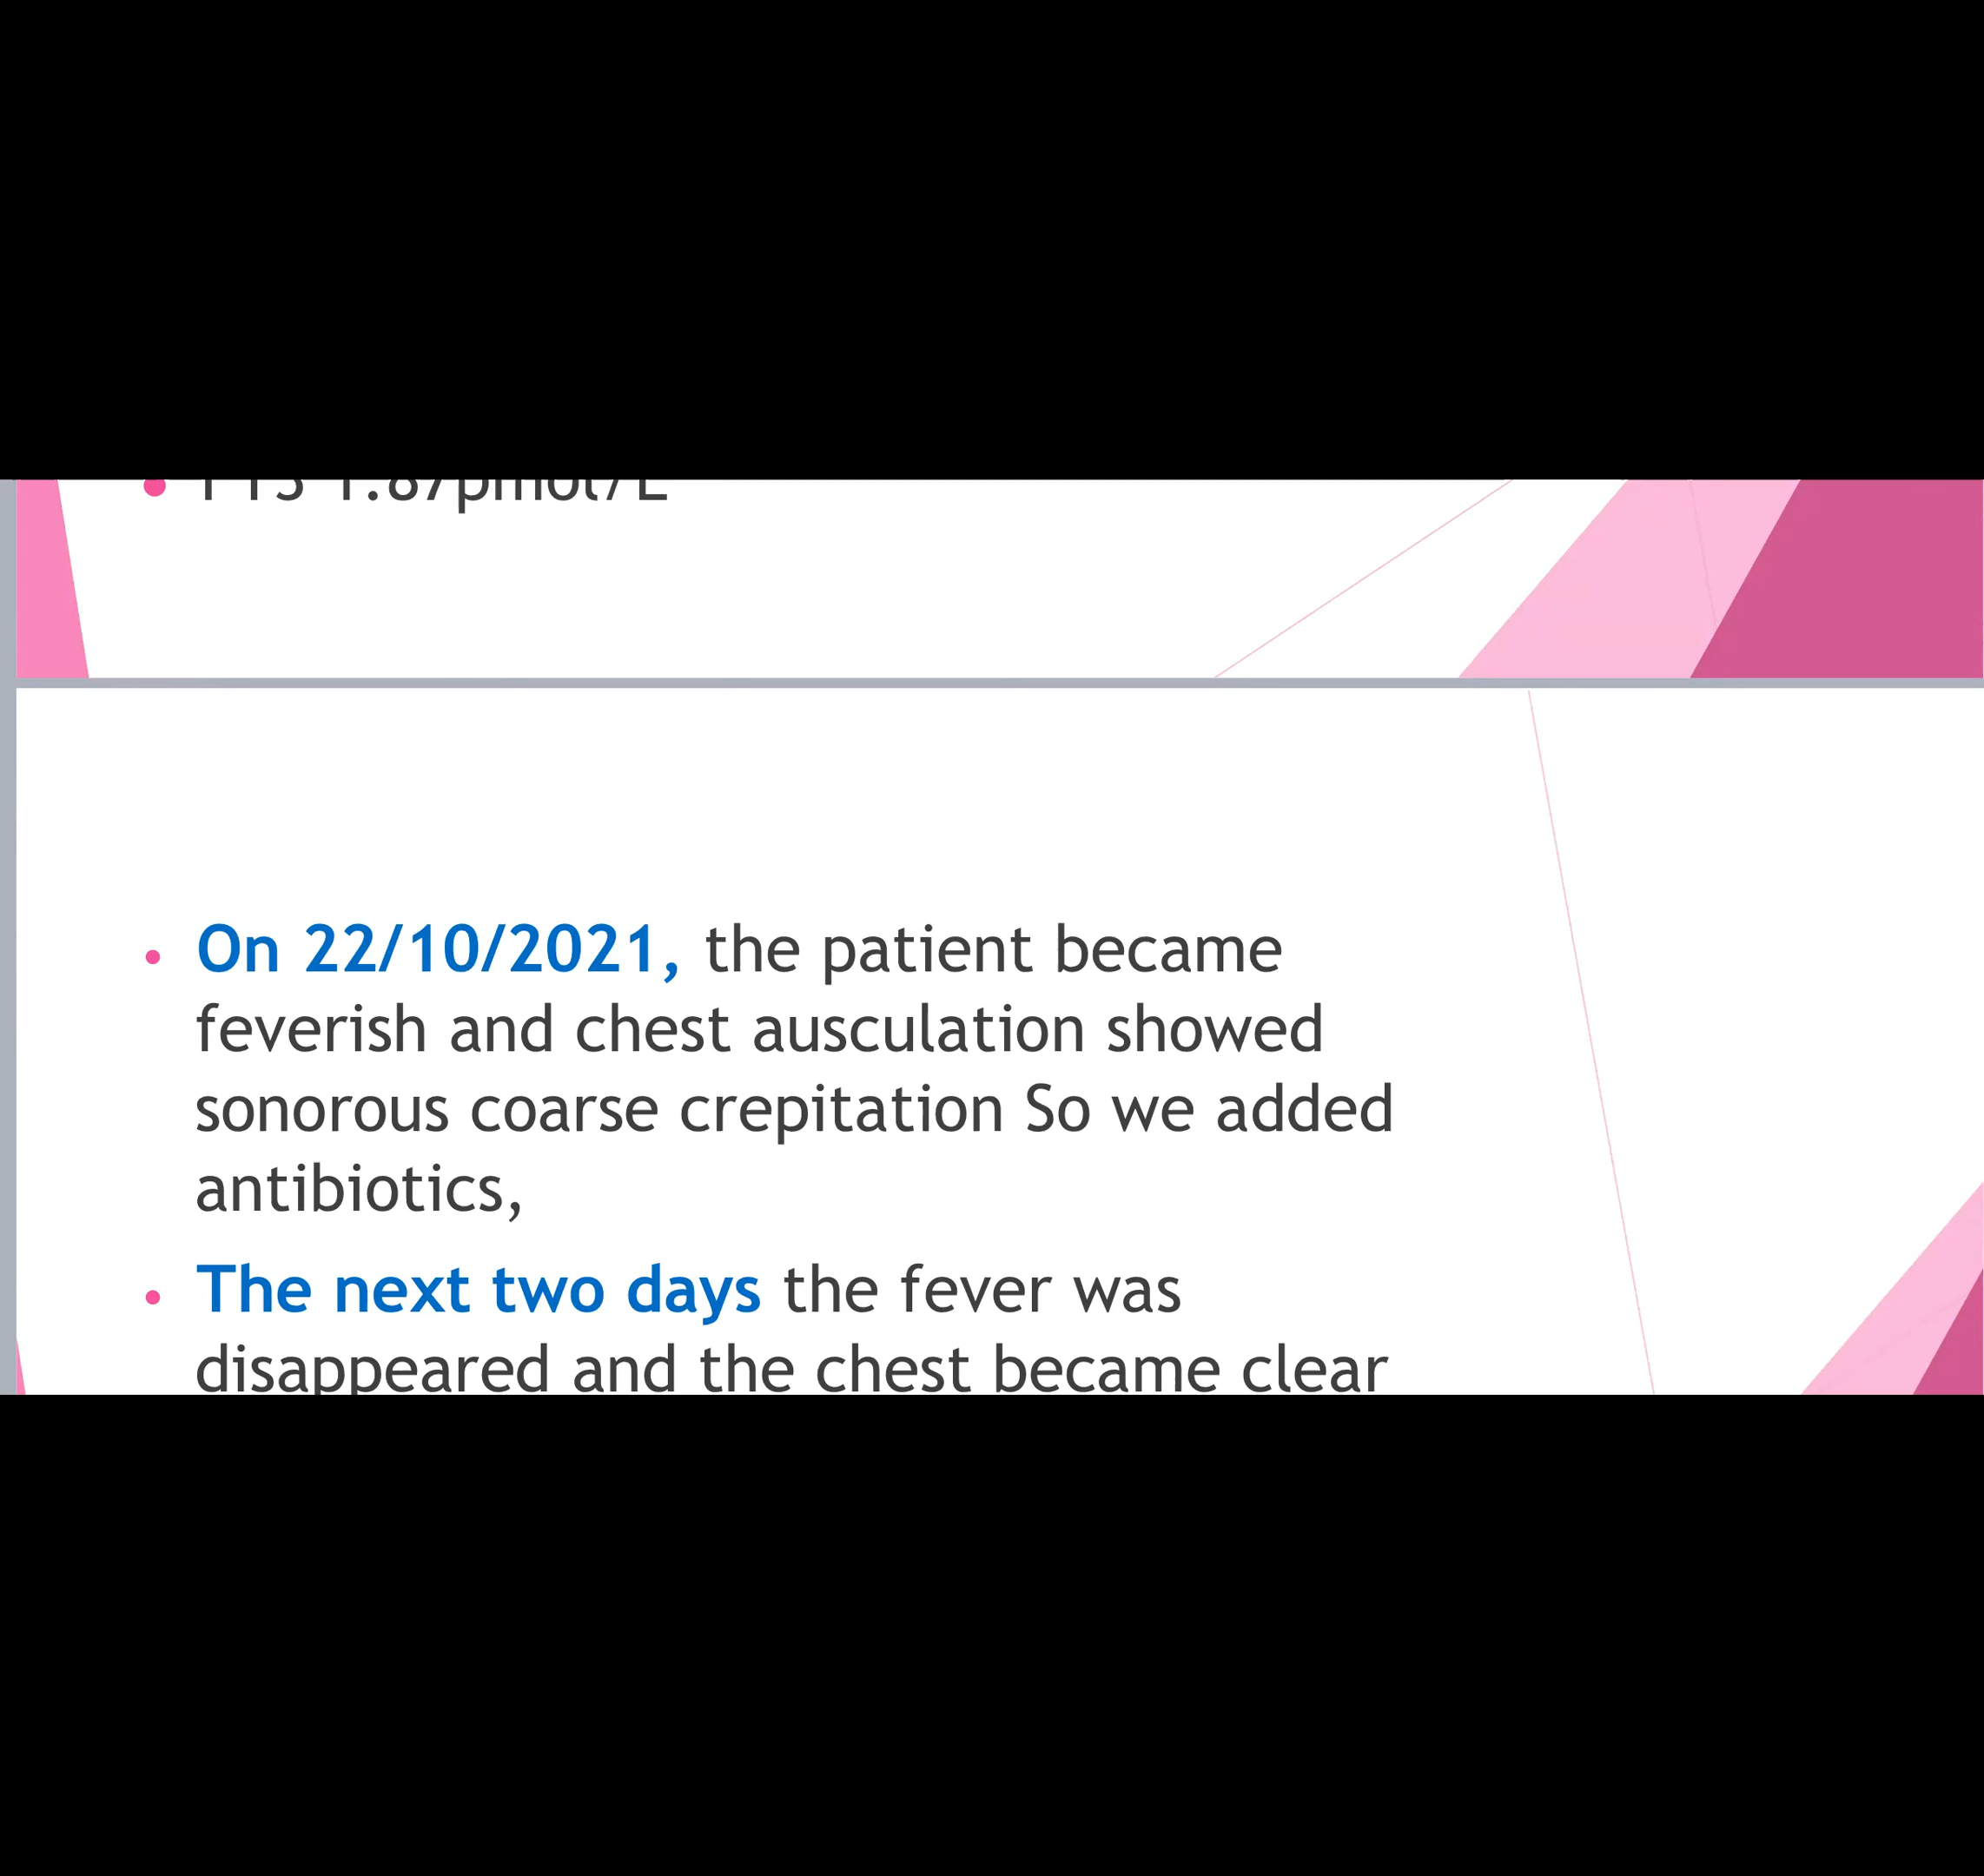 pmol/L
On 22/10/2021, the patient became
feverish and chest ausculation showed
sonorous coarse crepitation So we added
antibiotics,
The next two days the fever was
disappeared and the chest became clear